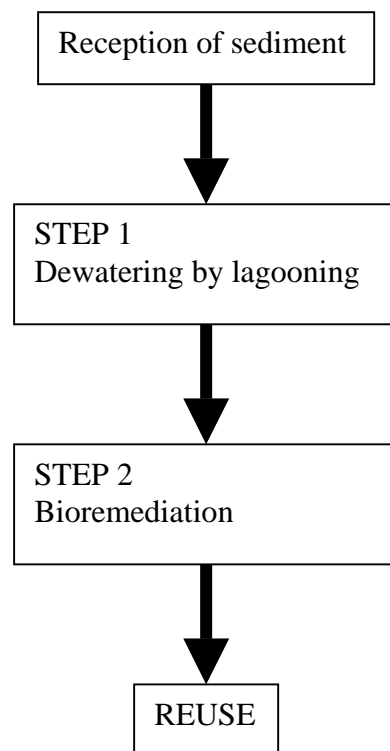 Reception of sediment
STEP 1
Dewatering by lagooning
STEP 2
Bioremediation
REUSE